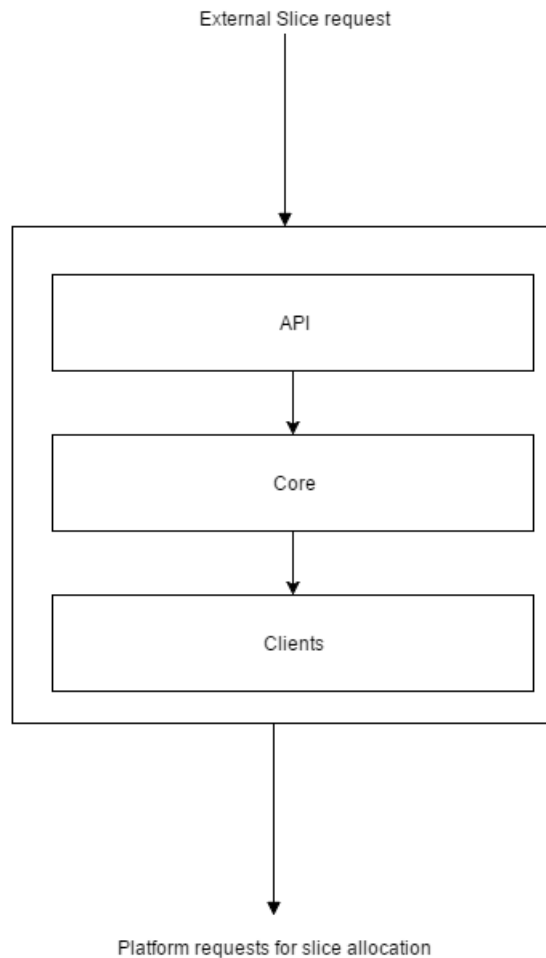 External Slice request
API
Core
Clients
Platform requests for slice allocation